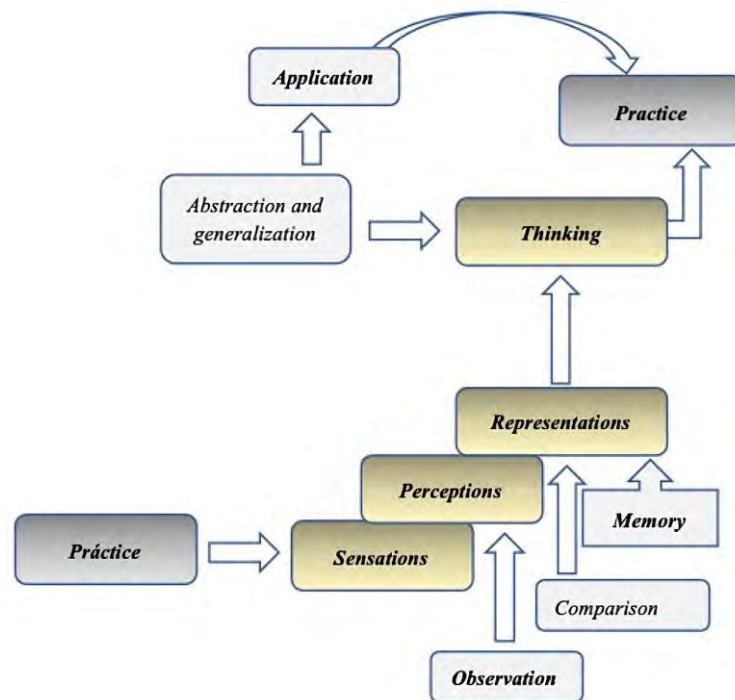 Application
Practice
Abstraction and
generalization
Thinking
Representations
Perceptions
Memory
Práctice
Sensations
Comparison
Observation